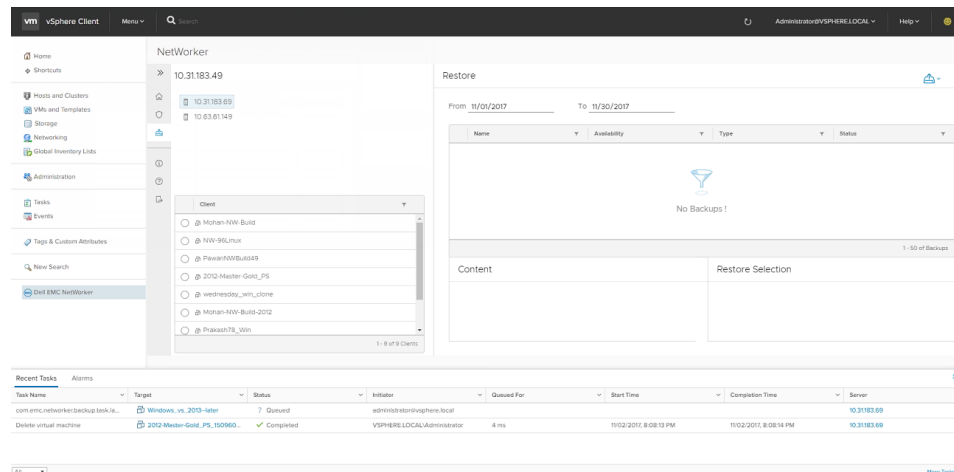 vm vSphere Client Menu Search Administrator@VSPHERE.LOCAL Help
Home
Shortcuts
Hosts and Clusters
VMs and Templates
Storage
Networking
Global Inventory Lists
Administration
Tasks
Events
Tags & Custom Attributes
New Search
Dell EMC NetWorker
NetWorker
10.31.183.49
10.31.183.69
10.63.61.149
Client
Mohan-NW-Build
NW-96Linux
PawanNWBuild49
2012-Master-Gold_PS
wednesday_win_clone
Mohan-NW-Build-2012
Prakash78_Win
1 - 9 of 9 Clients
Restore
From 11/01/2017 To 11/30/2017
Name Availability Type Status
No Backups !
1 - 50 of Backups
Content
Restore Selection
Recent Tasks Alarms
Task Name Target Status Initiator Queued For Start Time Completion Time Server
com.emc.networker.backup.task.le... Windows_vs_2013-later ? Queued administrator@vsphere.local 10.31.183.69
Delete virtual machine 2012-Master-Gold_PS_150960... Completed VSPHERE.LOCAL\Administrator 4 ms 11/02/2017, 8:08:13 PM 11/02/2017, 8:08:14 PM 10.31.183.69
All More Tasks